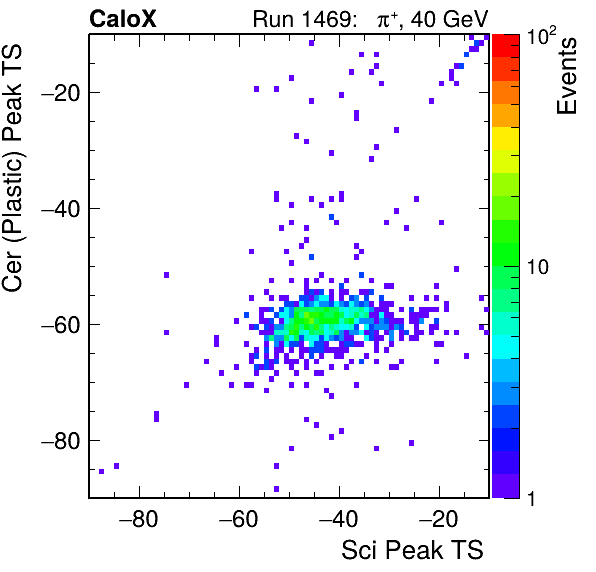 CaloX Run 1469: π⁺, 40 GeV
Cer (Plastic) Peak TS
−20
−40
−60
−80
−80 −60 −40 −20
Sci Peak TS
10²
10
1
Events